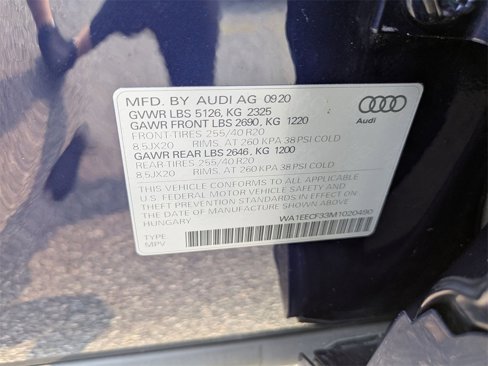 MFD. BY AUDI AG 09/20
GVWR LBS 5126, KG 2325
GAWR FRONT LBS 2690, KG 1220
FRONT TIRES 255/40 R20
8.5JX20 RIMS, AT 260 KPA 38 PSI COLD
GAWR REAR LBS 2646, KG 1200
REAR TIRES 255/40 R20
8.5JX20 RIMS, AT 260 KPA 38 PSI COLD
THIS VEHICLE CONFORMS TO ALL APPLICABLE
U.S. FEDERAL MOTOR VEHICLE SAFETY AND
THEFT PREVENTION STANDARDS IN EFFECT ON
THE DATE OF MANUFACTURE SHOWN ABOVE
HUNGARY
WA1EECF33M1020490
TYPE
MPV
Audi